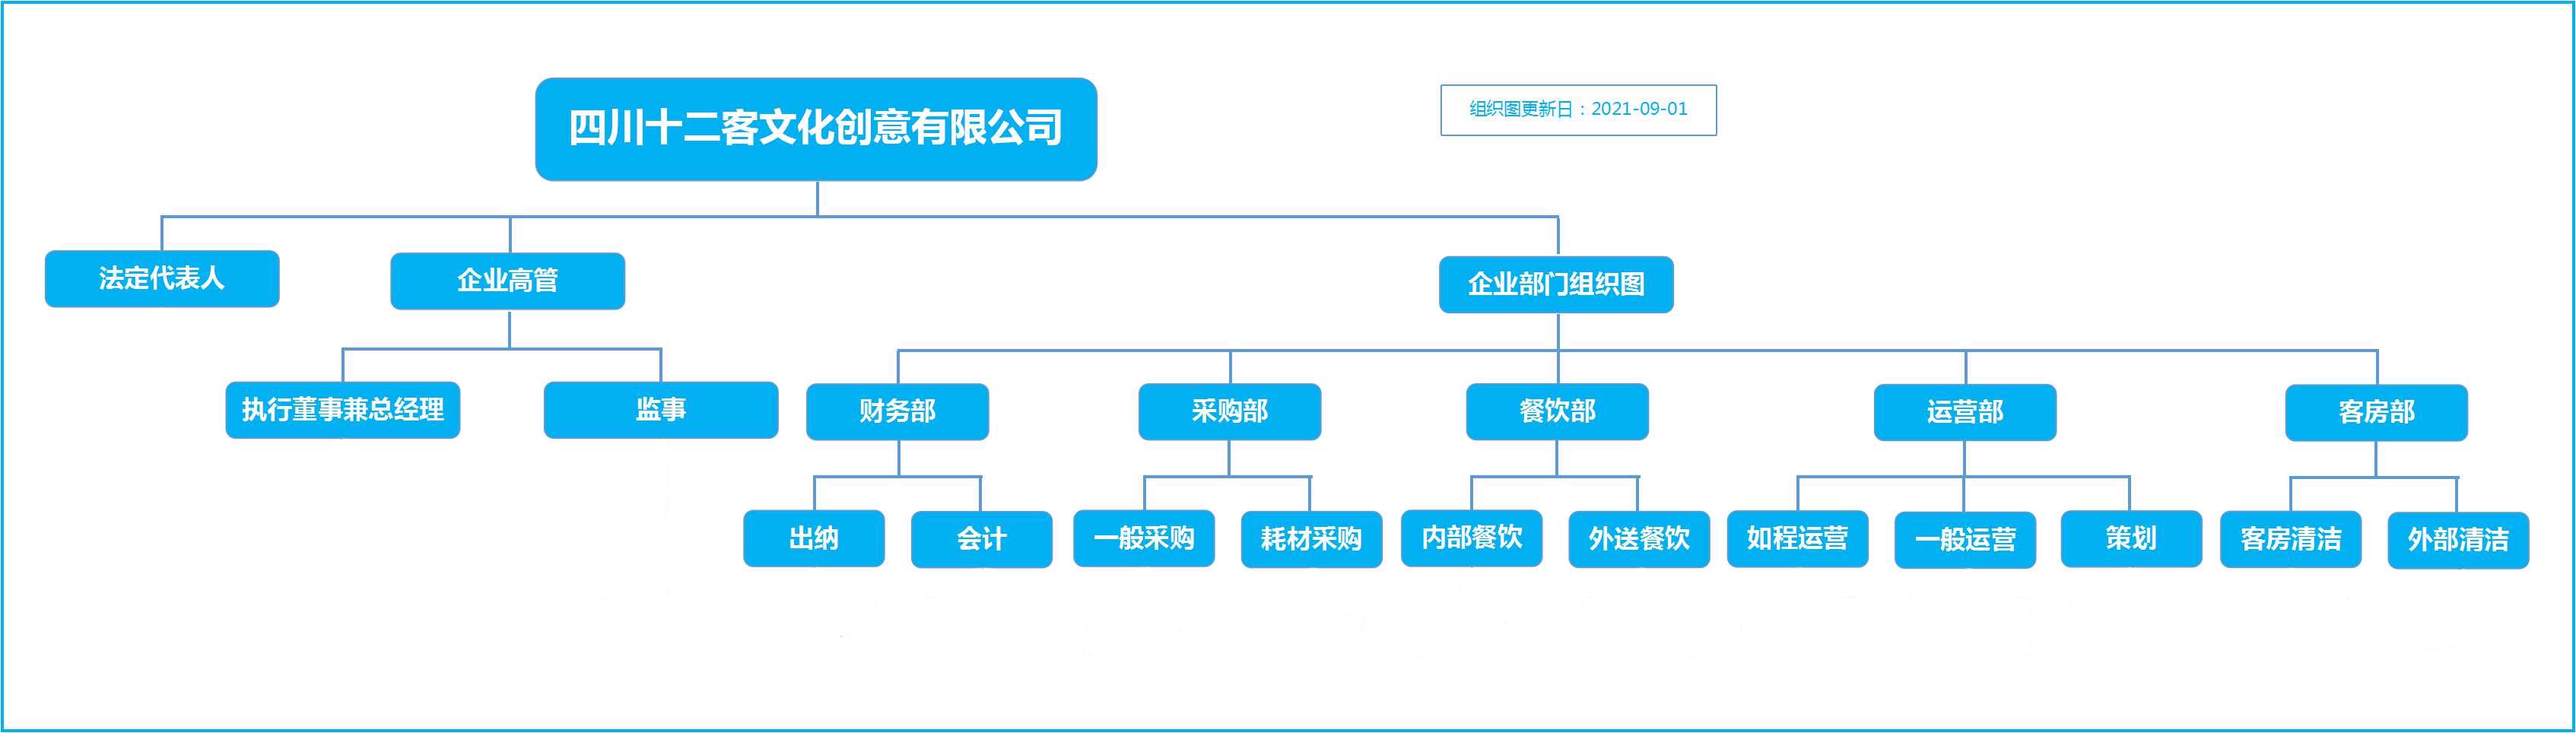 四川十二客文化创意有限公司
组织图更新日：2021-09-01
法定代表人
企业高管
企业部门组织图
执行董事兼总经理
监事
财务部
采购部
餐饮部
运营部
客房部
出纳
会计
一般采购
耗材采购
内部餐饮
外送餐饮
如程运营
一般运营
策划
客房清洁
外部清洁